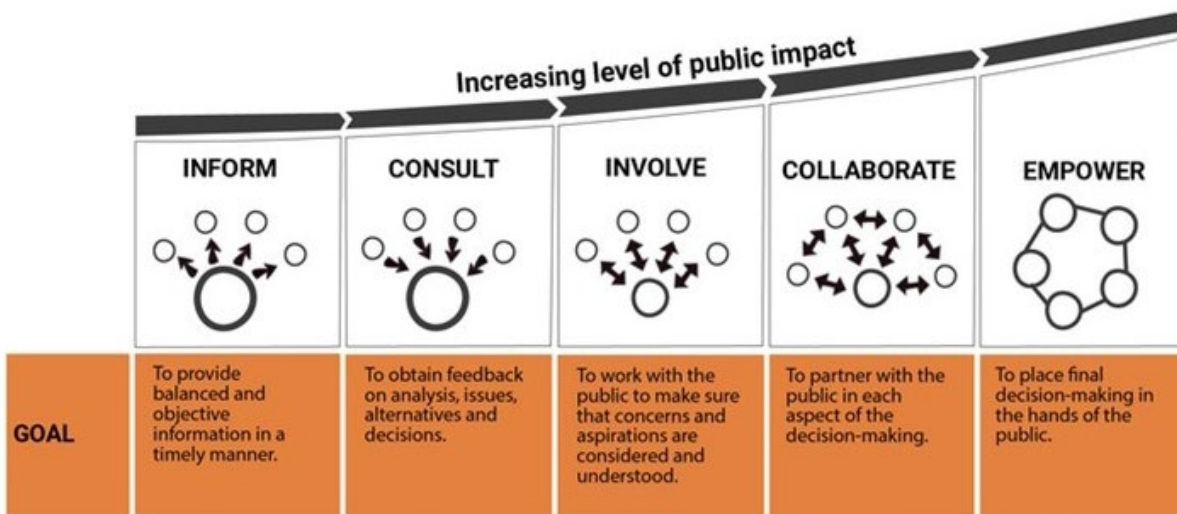 Increasing level of public impact
INFORM
CONSULT
INVOLVE
COLLABORATE
EMPOWER
GOAL
To provide
balanced and
objective
information in a
timely manner.
To obtain feedback
on analysis, issues,
alternatives and
decisions.
To work with the
public to make sure
that concerns and
aspirations are
considered and
understood.
To partner with the
public in each
aspect of the
decision-making.
To place final
decision-making in
the hands of the
public.